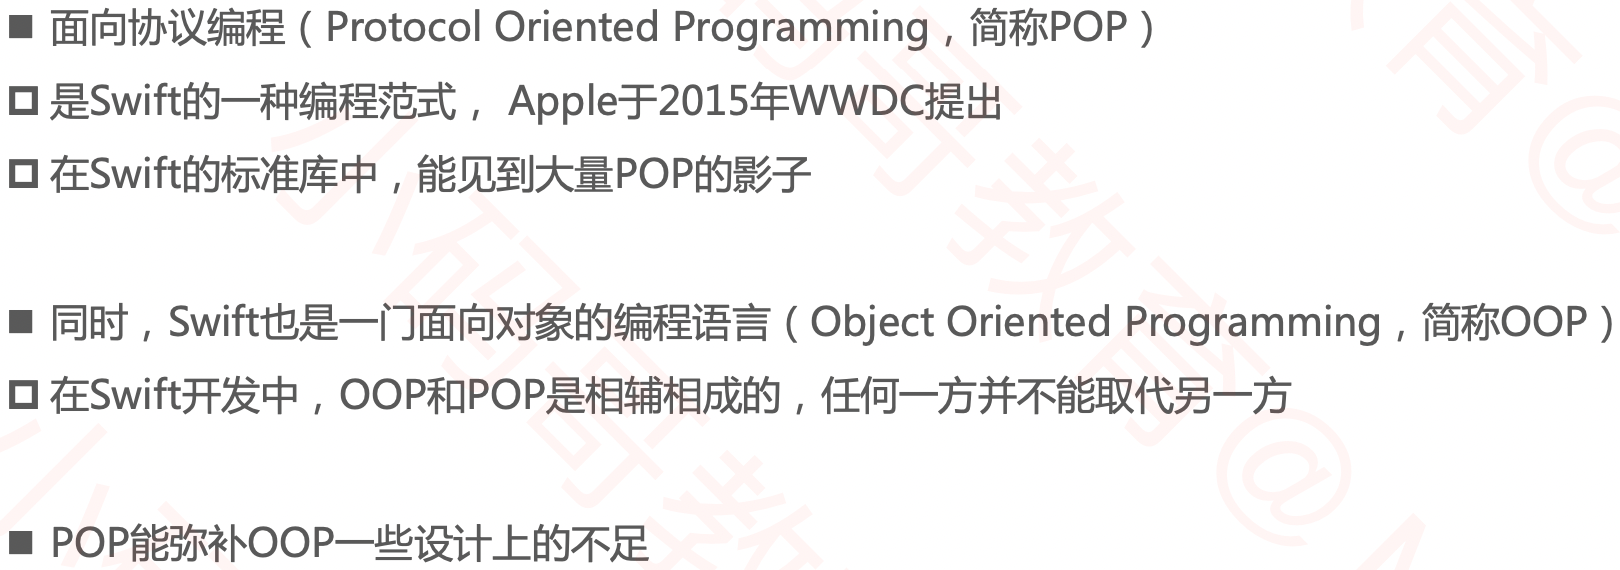 ■ 面向协议编程（Protocol Oriented Programming，简称POP）
□ 是Swift的一种编程范式， Apple于2015年WWDC提出
□ 在Swift的标准库中，能见到大量POP的影子
■ 同时，Swift也是一门面向对象的编程语言（Object Oriented Programming，简称OOP）
□ 在Swift开发中，OOP和POP是相辅相成的，任何一方并不能取代另一方
■ POP能弥补OOP一些设计上的不足
小码哥教育@M